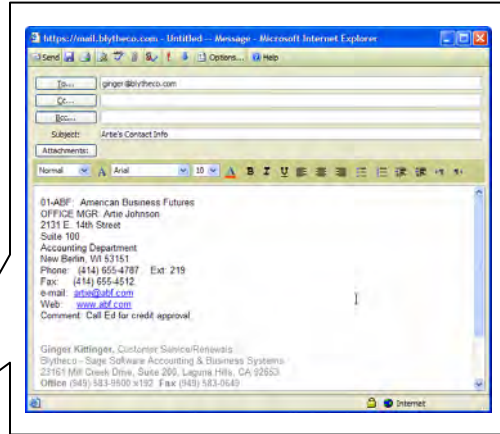 https://mail.blytheco.com - Untitled -- Message - Microsoft Internet Explorer
Send Options... Help
To... ginger@blytheco.com
Cc...
Bcc...
Subject: Artie's Contact Info
Attachments:
Normal Arial 10 A B I U
01-ABF: American Business Futures
OFFICE MGR: Artie Johnson
2131 E. 14th Street
Suite 100
Accounting Department
New Berlin, WI 53151
Phone: (414) 655-4787 Ext: 219
Fax: (414) 655-4512
e-mail: artie@abf.com
Web: www.abf.com
Comment: Call Ed for credit approval
Ginger Kittinger, Customer Service/Renewals
Blytheco - Sage Software Accounting & Business Systems
23161 Mill Creek Drive, Suite 200, Laguna Hills, CA 92653
Office (949) 583-9500 x192 Fax (949) 583-0649
Internet